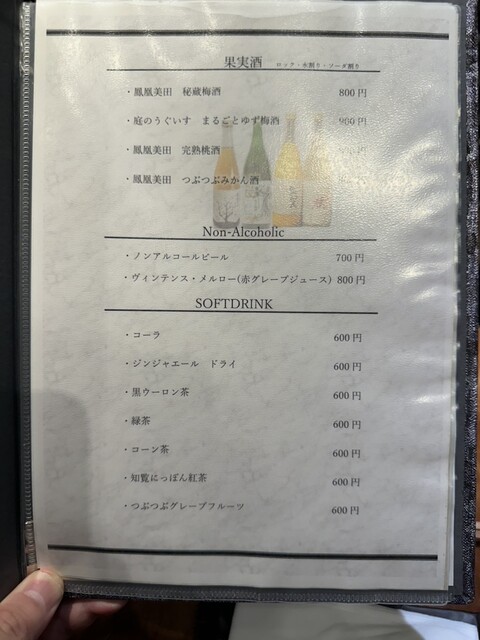 果実酒 ロック・水割り・ソーダ割り
・鳳凰美田 秘蔵梅酒 800円
・庭のうぐいす まるごとゆず梅酒 900円
・鳳凰美田 完熟桃酒
・鳳凰美田 つぶつぶみかん酒
Non-Alcoholic
・ノンアルコールビール 700円
・ヴィンテンス・メルロー(赤グレープジュース) 800円
SOFTDRINK
・コーラ 600円
・ジンジャエール ドライ 600円
・黒ウーロン茶 600円
・緑茶 600円
・コーン茶 600円
・知覧にっぽん紅茶 600円
・つぶつぶグレープフルーツ 600円